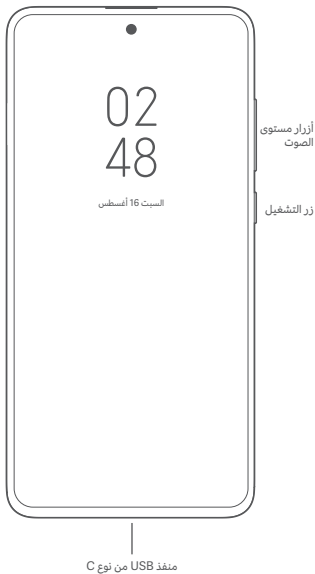 02
48
السبت 16 أغسطس
أزرار مستوى
الصوت
زر التشغيل
منفذ USB من نوع C